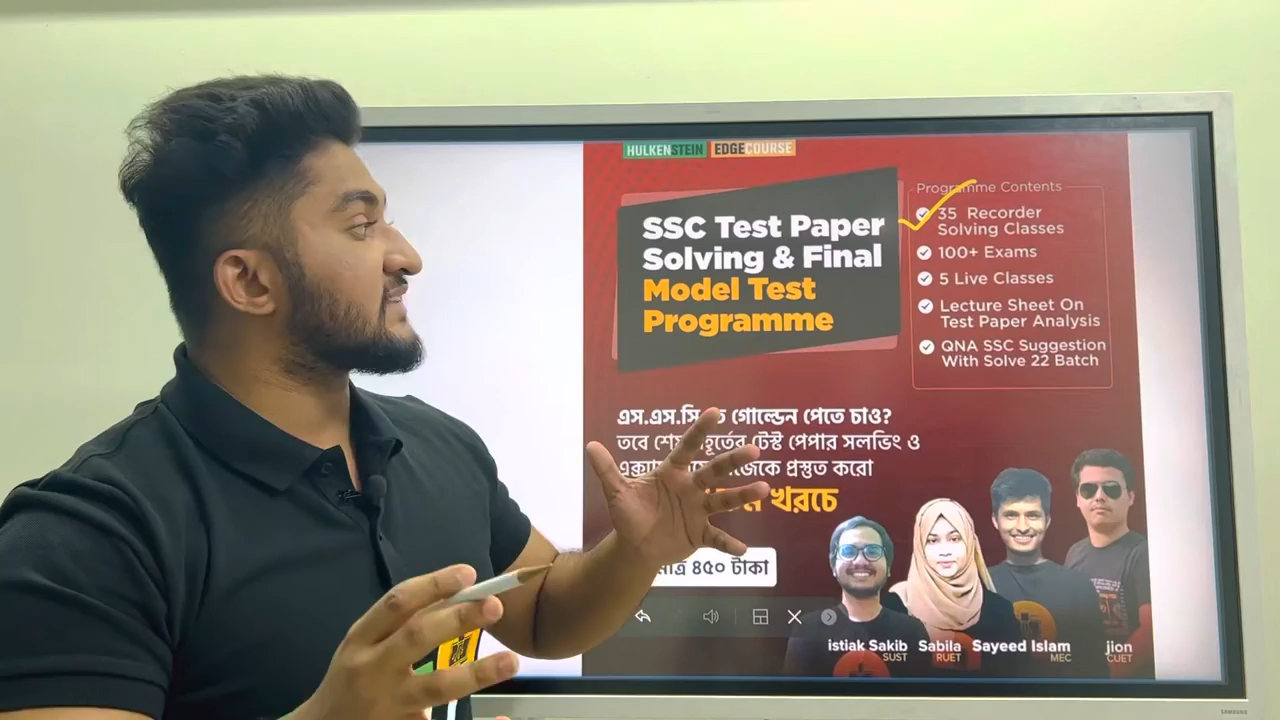 HULKENSTEIN EDGECOURSE
SSC Test Paper
Solving & Final
Model Test
Programme
Programme Contents
35 Recorder
Solving Classes
100+ Exams
5 Live Classes
Lecture Sheet On
Test Paper Analysis
QNA SSC Suggestion
With Solve 22 Batch
গোল্ডেন পেতে চাও?
তবে টেস্ট পেপার সলভিং ও
প্রস্তুত করো
খরচে
৪৫০ টাকা
istiak Sakib
SUST
Sabila
RUET
Sayeed Islam
MEC
jion
CUET
SAMSUNG